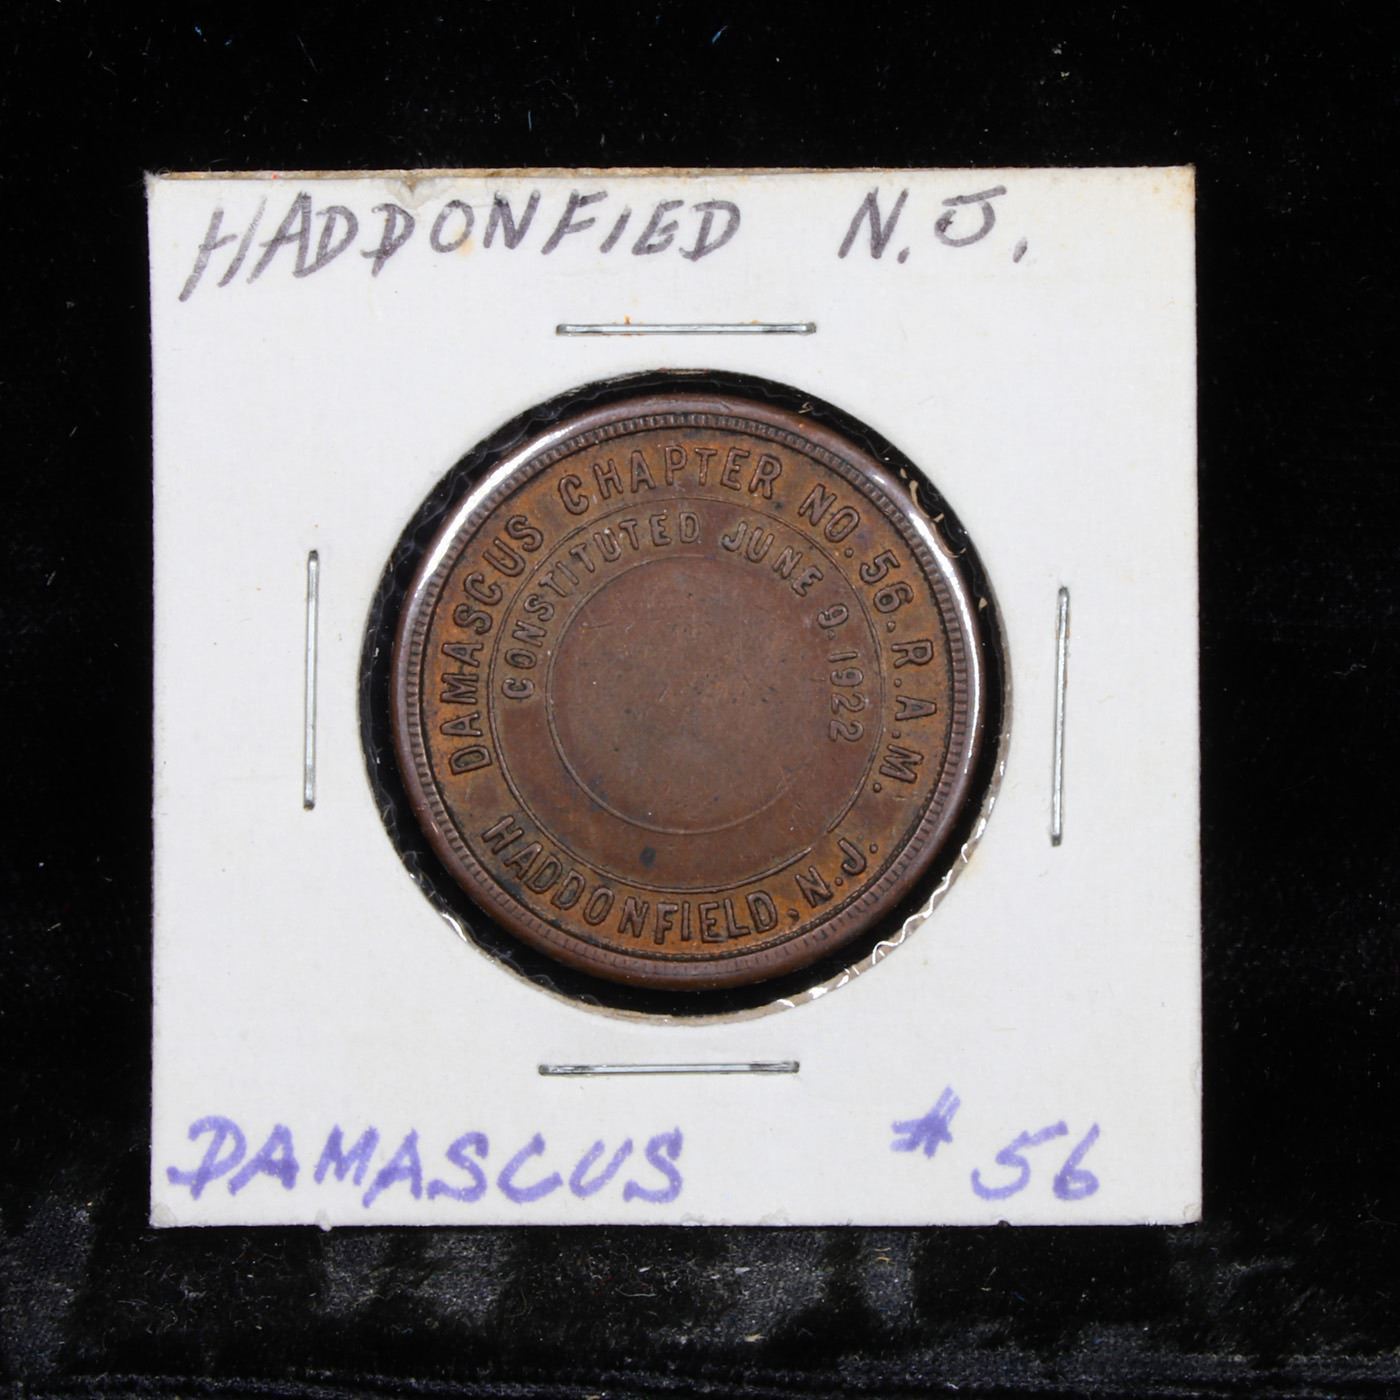 HADDONFIED N.J.
DAMASCUS CHAPTER NO. 56. R.A.M.
CONSTITUTED JUNE 9. 1922
HADDONFIELD, N.J.
DAMASCUS #56